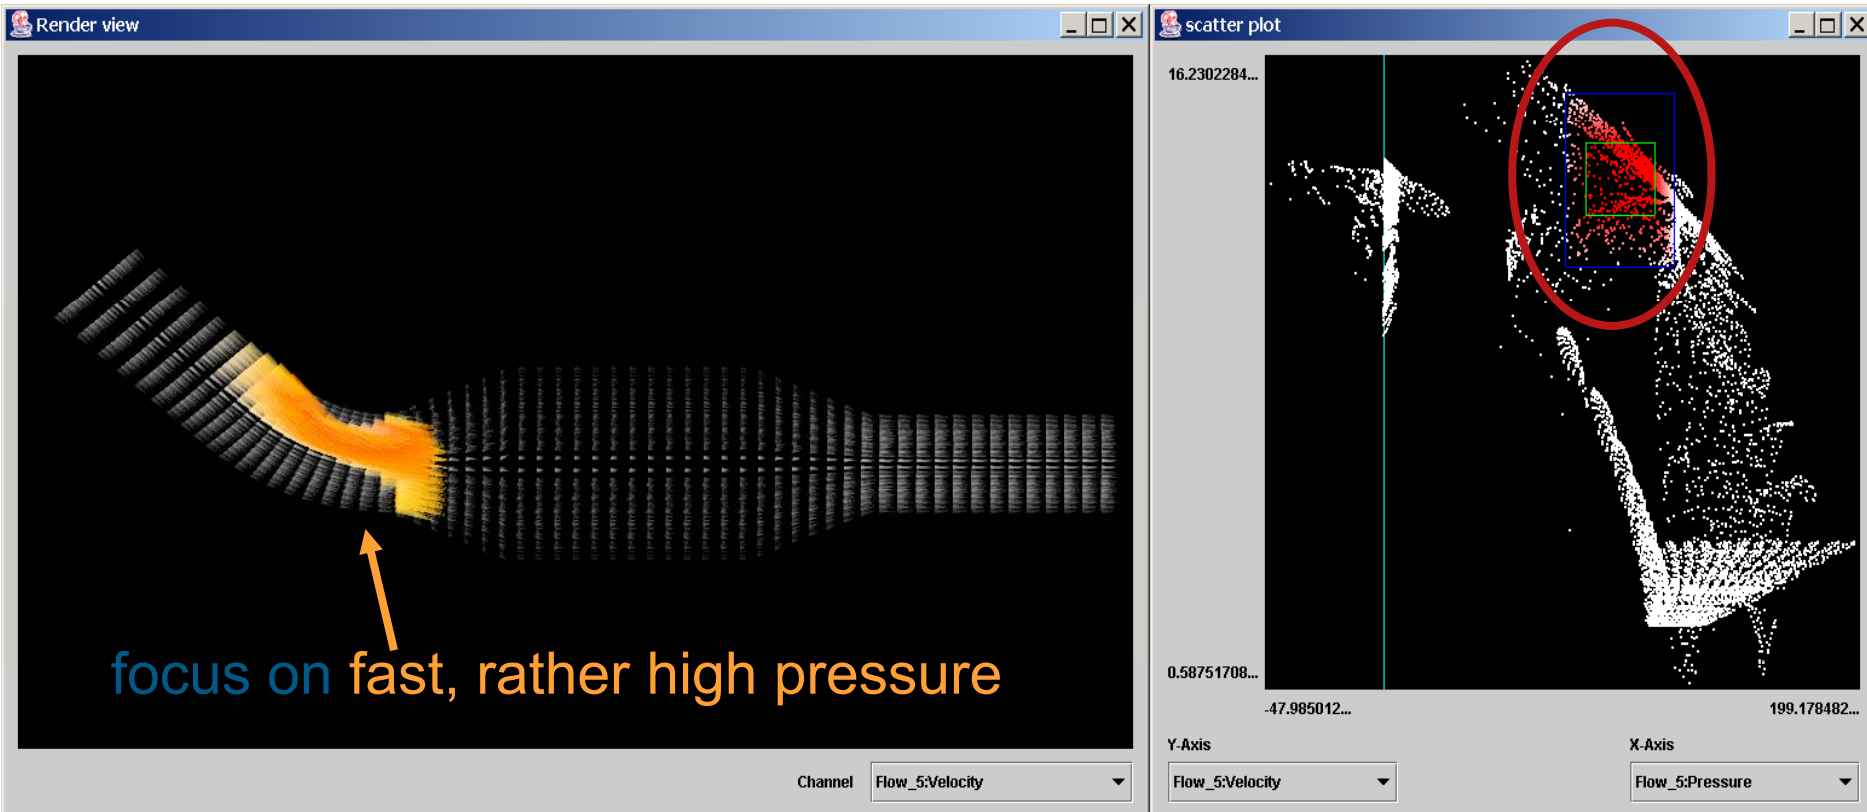 Render view
focus on fast, rather high pressure
Channel Flow_5:Velocity
scatter plot
16.2302284...
0.58751708...
-47.985012... 199.178482...
Y-Axis X-Axis
Flow_5:Velocity Flow_5:Pressure